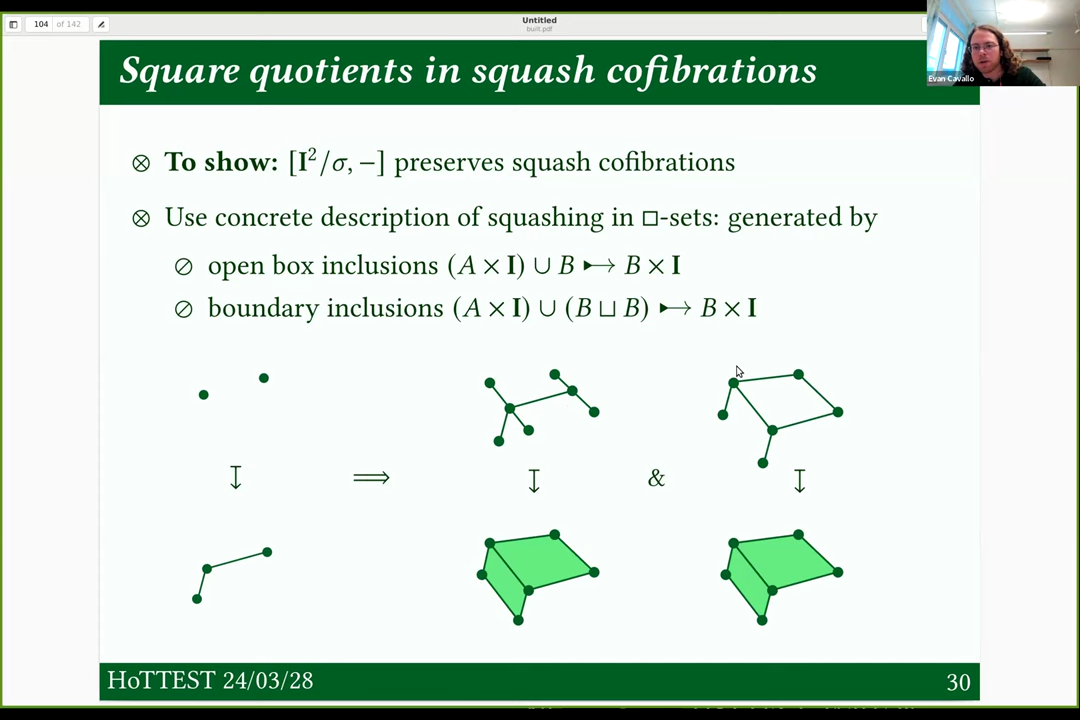 104 of 142
Untitled
built.pdf
Evan Cavallo
Square quotients in squash cofibrations
⊗ To show: [I²/σ, −] preserves squash cofibrations
⊗ Use concrete description of squashing in □-sets: generated by
⊘ open box inclusions (A × I) ∪ B ↣ B × I
⊘ boundary inclusions (A × I) ∪ (B ⊔ B) ↣ B × I
↧ ⟹ ↧ & ↧
HoTTEST 24/03/28
30